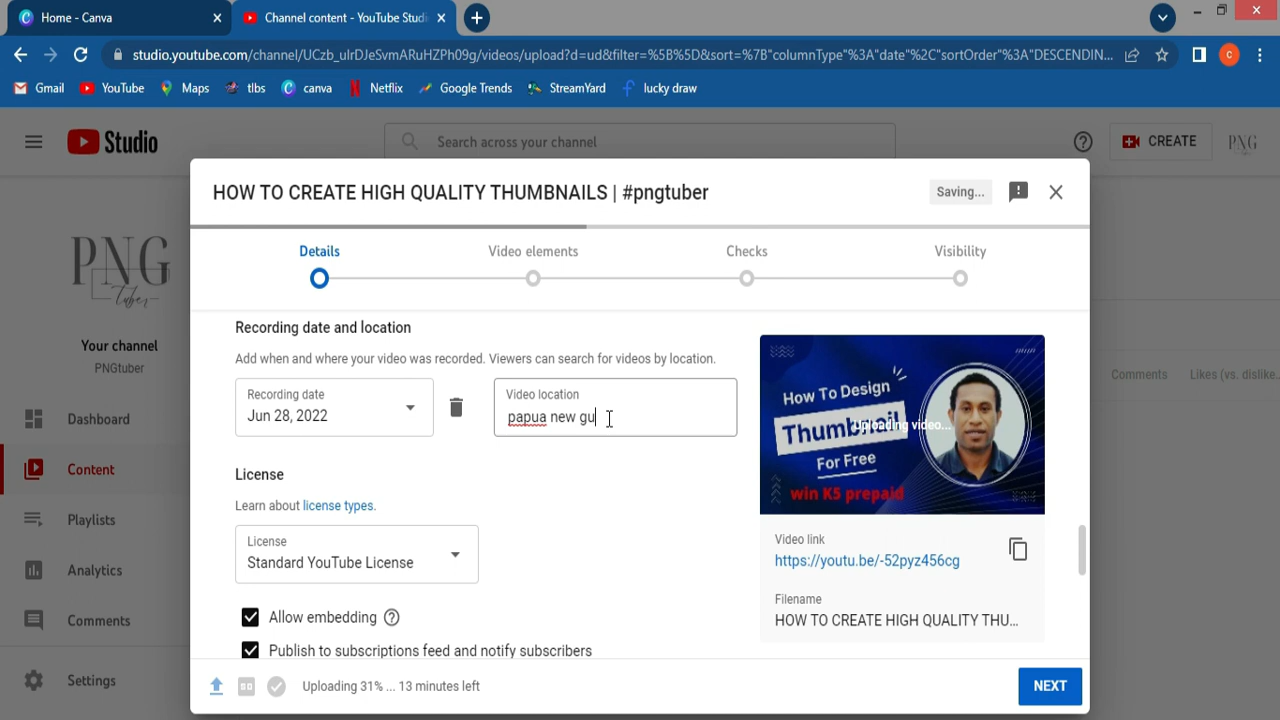 Home - Canva
Channel content - YouTube Studi
studio.youtube.com/channel/UCzb_ulrDJeSvmARuHZPh09g/videos/upload?d=ud&filter=%5B%5D&sort=%7B"columnType"%3A"date"%2C"sortOrder"%3A"DESCENDIN...
Gmail YouTube Maps tlbs canva Netflix Google Trends StreamYard lucky draw
Studio
Search across your channel
CREATE
PNG
HOW TO CREATE HIGH QUALITY THUMBNAILS | #pngtuber
Saving...
Details Video elements Checks Visibility
PNG
tuber
Your channel
PNGtuber
Dashboard
Content
Playlists
Analytics
Comments
Settings
Recording date and location
Add when and where your video was recorded. Viewers can search for videos by location.
Recording date
Jun 28, 2022
Video location
papua new gu
License
Learn about license types.
License
Standard YouTube License
Allow embedding
Publish to subscriptions feed and notify subscribers
How To Design
Thumbnail
Uploading video...
For Free
win K5 prepaid
Video link
https://youtu.be/-52pyz456cg
Filename
HOW TO CREATE HIGH QUALITY THU...
Comments Likes (vs. dislike...
Uploading 31% ... 13 minutes left
NEXT